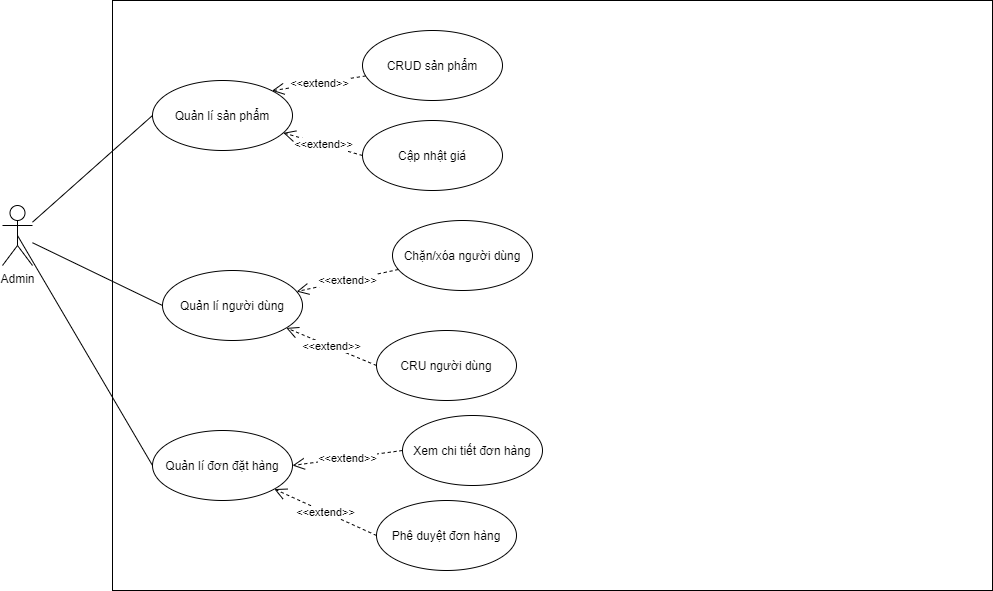 CRUD sản phẩm
<<extend>>
Quản lí sản phẩm
<<extend>>
Cập nhật giá
Admin
Chặn/xóa người dùng
<<extend>>
Quản lí người dùng
<<extend>>
CRU người dùng
Xem chi tiết đơn hàng
<<extend>>
Quản lí đơn đặt hàng
<<extend>>
Phê duyệt đơn hàng